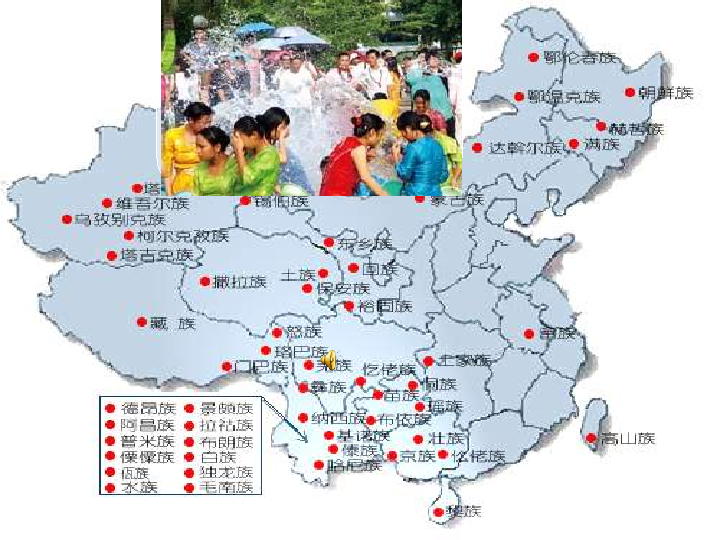 鄂伦春族
鄂温克族
朝鲜族
赫哲族
满族
达斡尔族
塔
维吾尔族
锡伯族
蒙古族
乌孜别克族
柯尔克孜族
塔吉克族
东乡族
土族
回族
撒拉族
保安族
裕固族
藏 族
怒族
珞巴族
门巴族
羌族
土家族
仡佬族
彝族
侗族
苗族
瑶族
纳西族
布依族
基诺族
壮族
傣族
京族
仫佬族
哈尼族
高山族
黎族
德昂族
景颇族
阿昌族
拉祜族
普米族
布朗族
傈僳族
白族
佤族
独龙族
水族
毛南族